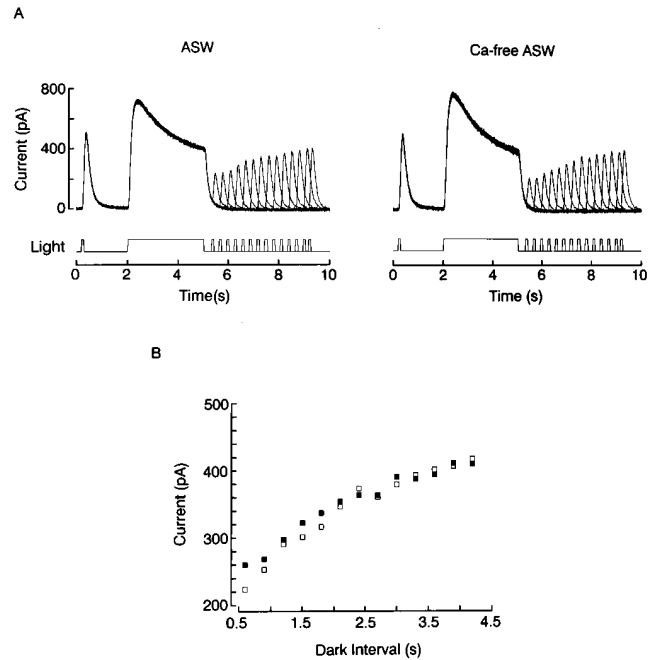 A
ASW
Ca-free ASW
Current (pA)
800
400
0
Light
0 2 4 6 8 10
Time(s)
0 2 4 6 8 10
Time (s)
B
Current (pA)
500
400
300
200
0.5 1.5 2.5 3.5 4.5
Dark Interval (s)